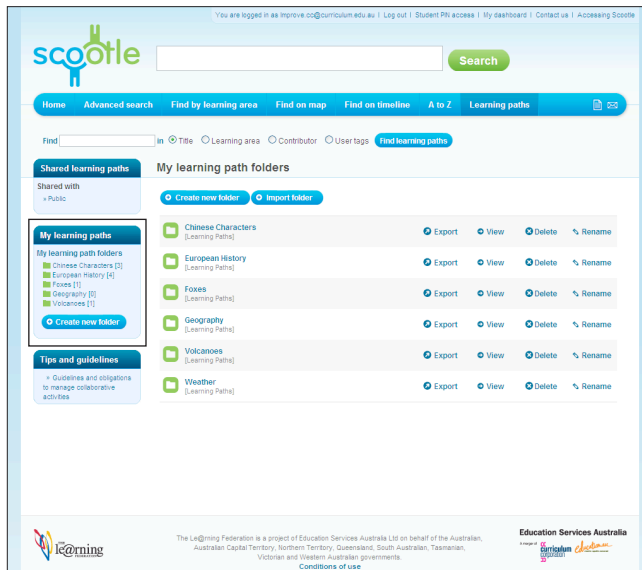 You are logged in as improve.cc@curriculum.edu.au | Log out | Student PIN access | My dashboard | Contact us | Accessing Scootle
scootle
Search
Home Advanced search Find by learning area Find on map Find on timeline A to Z Learning paths
Find in Title Learning area Contributor User tags Find learning paths
Shared learning paths
Shared with
» Public
My learning paths
My learning path folders
Chinese Characters [3]
European History [4]
Foxes [1]
Geography [0]
Volcanoes [1]
Create new folder
Tips and guidelines
» Guidelines and obligations
to manage collaborative
activities
My learning path folders
Create new folder Import folder
Chinese Characters
[Learning Paths]
Export View Delete Rename
European History
[Learning Paths]
Export View Delete Rename
Foxes
[Learning Paths]
Export View Delete Rename
Geography
[Learning Paths]
Export View Delete Rename
Volcanoes
[Learning Paths]
Export View Delete Rename
Weather
[Learning Paths]
Export View Delete Rename
le@rning
The Le@rning Federation is a project of Education Services Australia Ltd on behalf of the Australian,
Australian Capital Territory, Northern Territory, Queensland, South Australian, Tasmanian,
Victorian and Western Australian governments.
Conditions of use
Education Services Australia
A merger of
curriculum
corporation